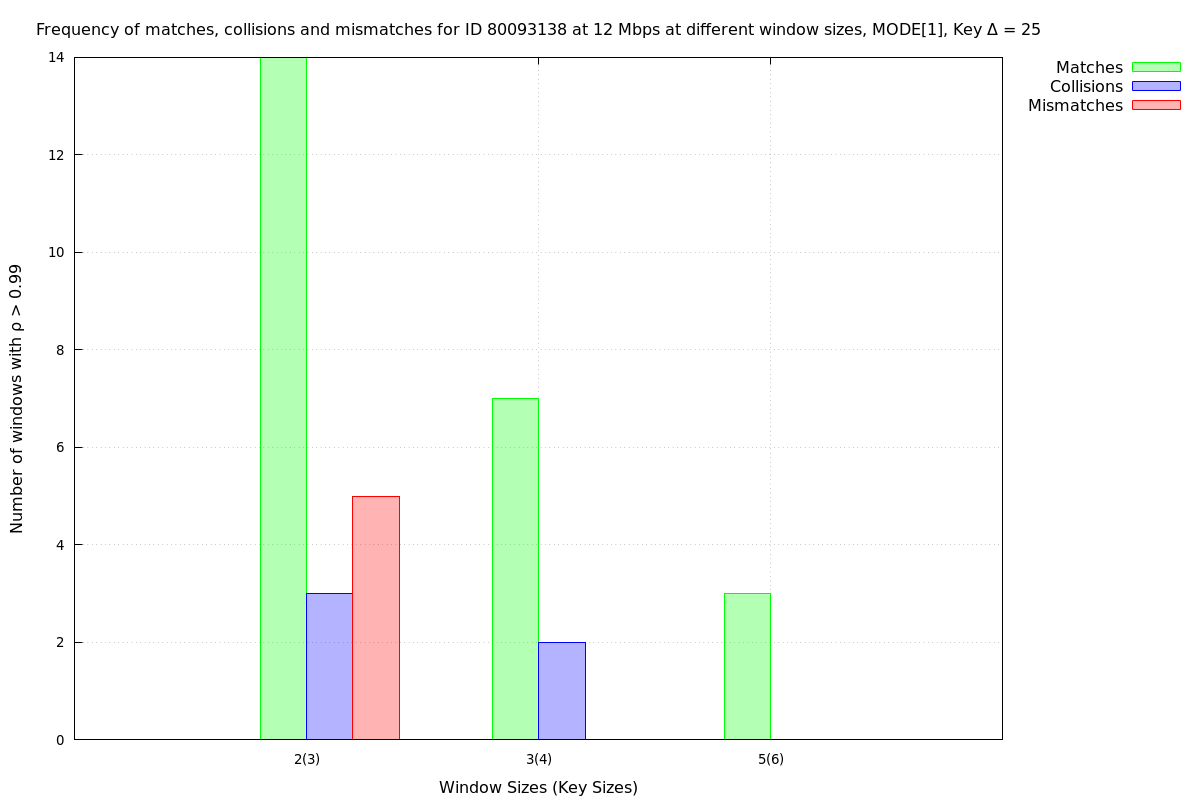 Frequency of matches, collisions and mismatches for ID 80093138 at 12 Mbps at different window sizes, MODE[1], Key Δ = 25
Matches
Collisions
Mismatches
14
12
10
8
6
4
2
0
Number of windows with ρ > 0.99
2(3) 3(4) 5(6)
Window Sizes (Key Sizes)